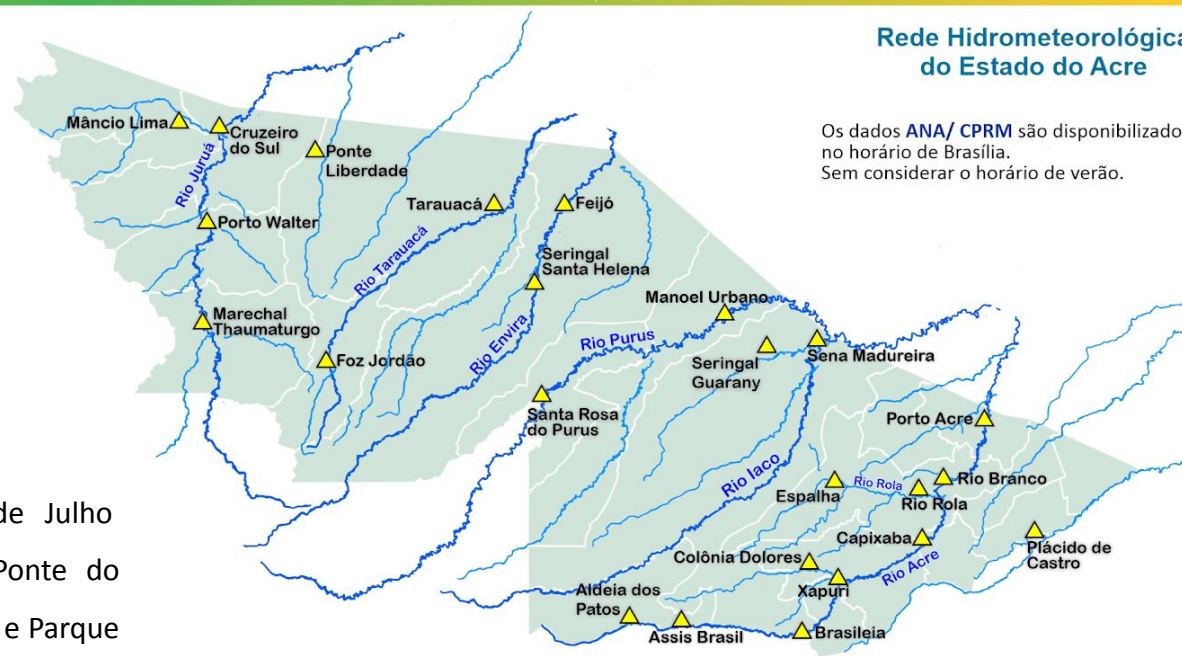 Rede Hidrometeorológica
do Estado do Acre
Os dados ANA/ CPRM são disponibilizado
no horário de Brasília.
Sem considerar o horário de verão.
Mâncio Lima
Cruzeiro
do Sul
Ponte
Liberdade
Rio Juruá
Porto Walter
Tarauacá
Feijó
Rio Tarauacá
Seringal
Santa Helena
Marechal
Thaumaturgo
Foz Jordão
Rio Envira
Manoel Urbano
Rio Purus
Seringal
Guarany
Sena Madureira
Santa Rosa
do Purus
Porto Acre
Rio Iaco
Espalha
Rio Rola
Rio Rola
Rio Branco
Capixaba
Plácido de
Castro
Colônia Dolores
Xapuri
Rio Acre
Aldeia dos
Patos
Assis Brasil
Brasileia
de Julho
Ponte do
e Parque